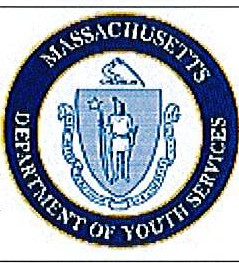 MASSACHUSETTS
DEPARTMENT OF YOUTH SERVICES